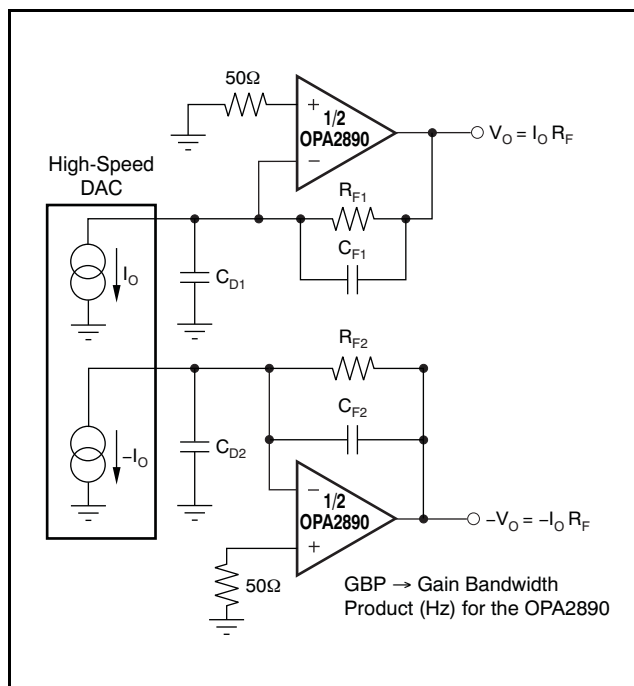 50Ω
+
1/2
OPA2890
−
V_O = I_O R_F
High-Speed
DAC
R_F1
C_F1
I_O
C_D1
R_F2
C_F2
−I_O
C_D2
−
1/2
OPA2890
+
−V_O = −I_O R_F
50Ω
GBP → Gain Bandwidth
Product (Hz) for the OPA2890